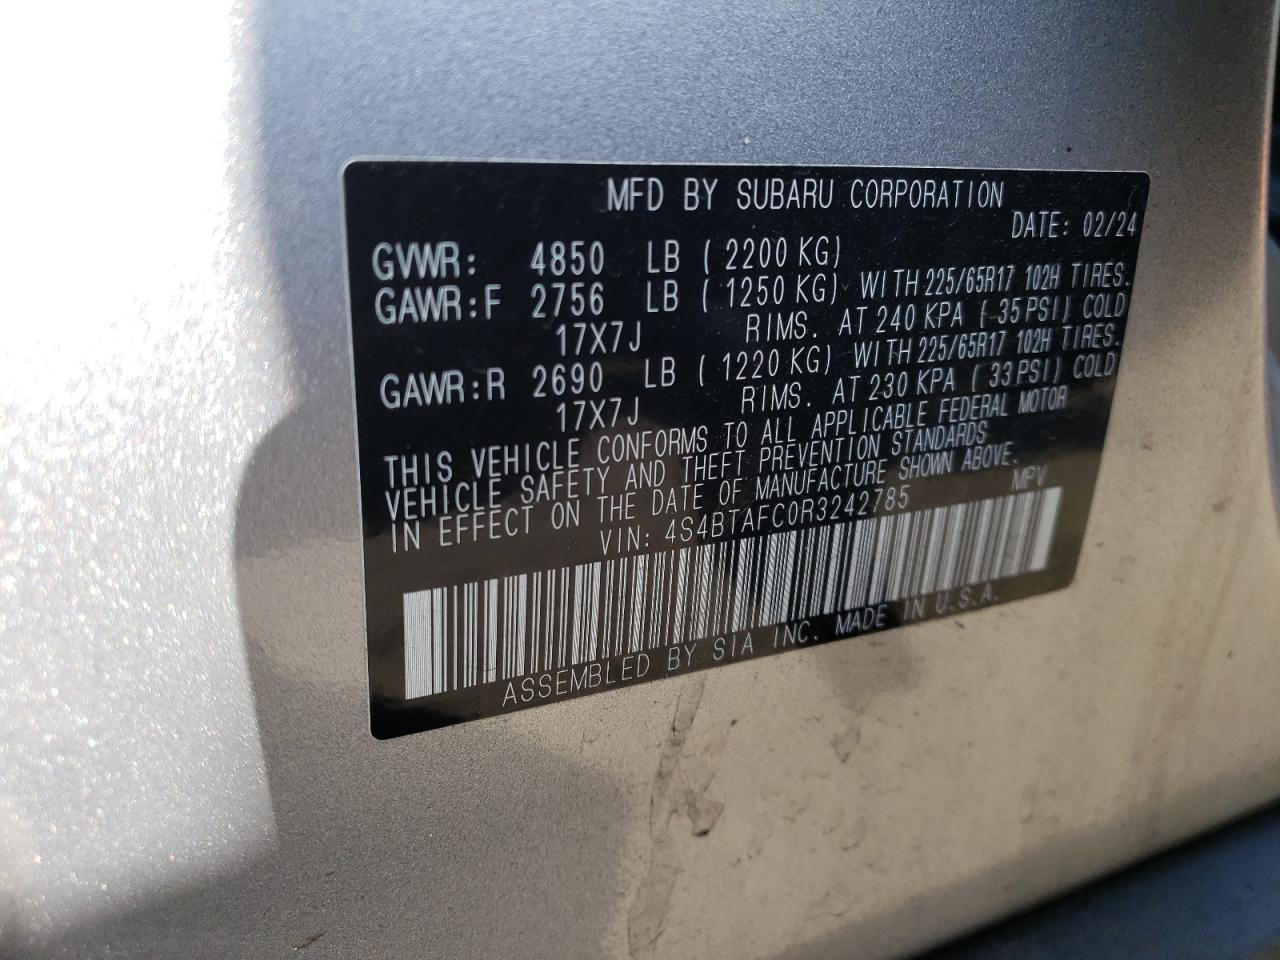 MFD BY SUBARU CORPORATION
DATE: 02/24
GVWR: 4850 LB ( 2200 KG)
GAWR:F 2756 LB ( 1250 KG) WITH 225/65R17 102H TIRES.
17X7J RIMS. AT 240 KPA ( 35 PSI) COLD
GAWR:R 2690 LB ( 1220 KG) WITH 225/65R17 102H TIRES.
17X7J RIMS. AT 230 KPA ( 33 PSI) COLD
THIS VEHICLE CONFORMS TO ALL APPLICABLE FEDERAL MOTOR
VEHICLE SAFETY AND THEFT PREVENTION STANDARDS
IN EFFECT ON THE DATE OF MANUFACTURE SHOWN ABOVE.
VIN: 4S4BTAFC0R3242785 MPV
ASSEMBLED BY SIA INC. MADE IN U.S.A.